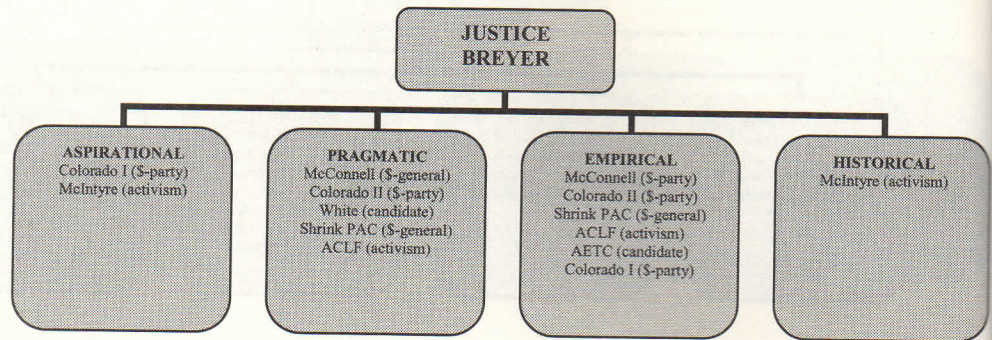 JUSTICE
BREYER
ASPIRATIONAL
Colorado I ($-party)
McIntyre (activism)
PRAGMATIC
McConnell ($-general)
Colorado II ($-party)
White (candidate)
Shrink PAC ($-general)
ACLF (activism)
EMPIRICAL
McConnell ($-party)
Colorado II ($-party)
Shrink PAC ($-general)
ACLF (activism)
AETC (candidate)
Colorado I ($-party)
HISTORICAL
McIntyre (activism)